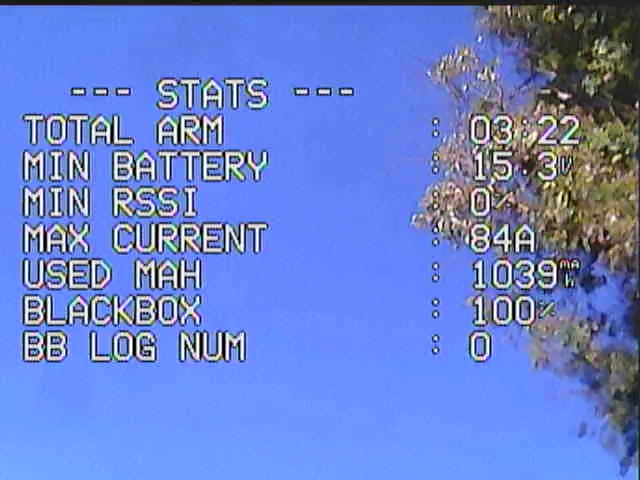 --- STATS ---
TOTAL ARM : 03:22
MIN BATTERY : 15.3V
MIN RSSI : 0%
MAX CURRENT : 84A
USED MAH : 1039mAh
BLACKBOX : 100%
BB LOG NUM : 0